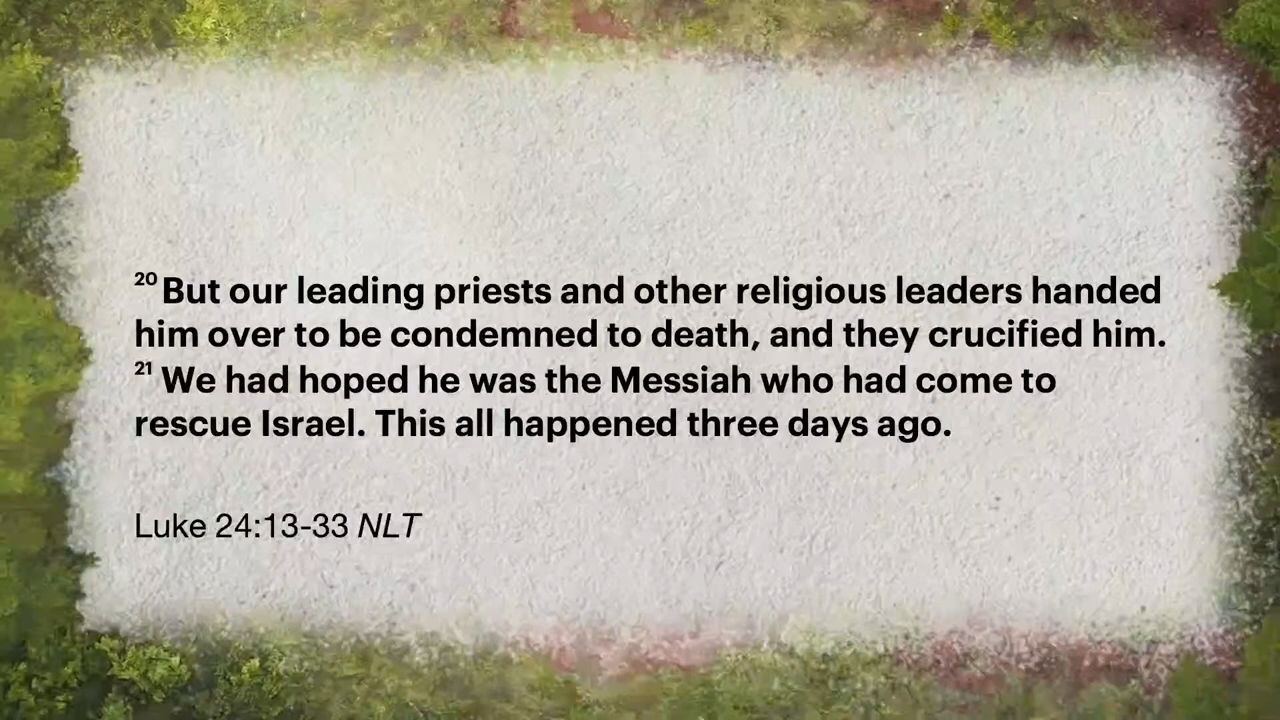 20 But our leading priests and other religious leaders handed
him over to be condemned to death, and they crucified him.
21 We had hoped he was the Messiah who had come to
rescue Israel. This all happened three days ago.
Luke 24:13-33 NLT